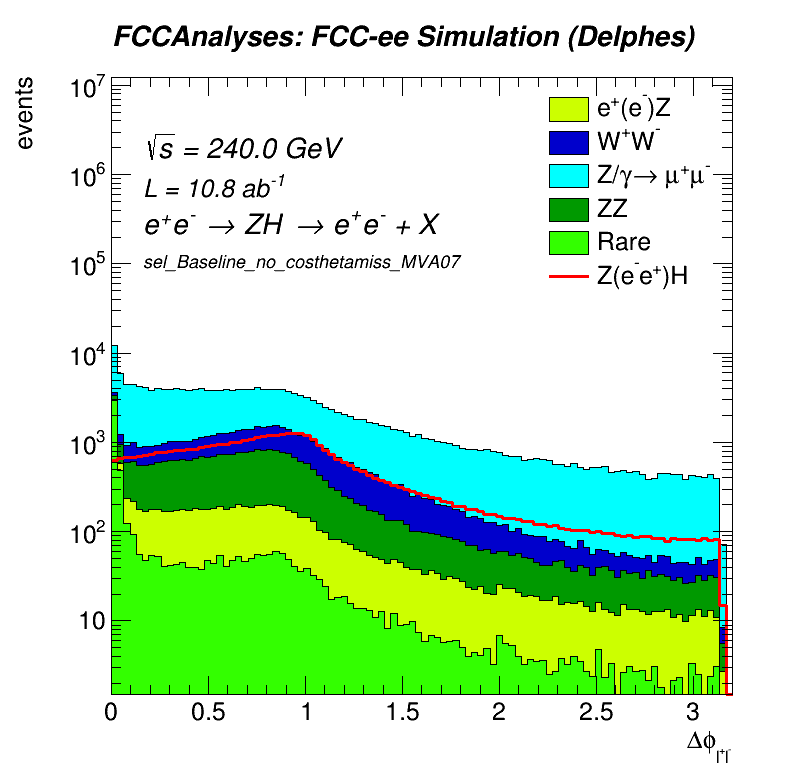 FCCAnalyses: FCC-ee Simulation (Delphes)
events
10⁷
10⁶
10⁵
10⁴
10³
10²
10
√s = 240.0 GeV
L = 10.8 ab⁻¹
e⁺e⁻ → ZH → e⁺e⁻ + X
sel_Baseline_no_costhetamiss_MVA07
e⁺(e⁻)Z
W⁺W⁻
Z/γ→ μ⁺μ⁻
ZZ
Rare
Z(e⁻e⁺)H
0 0.5 1 1.5 2 2.5 3
Δϕ_l⁺l⁻